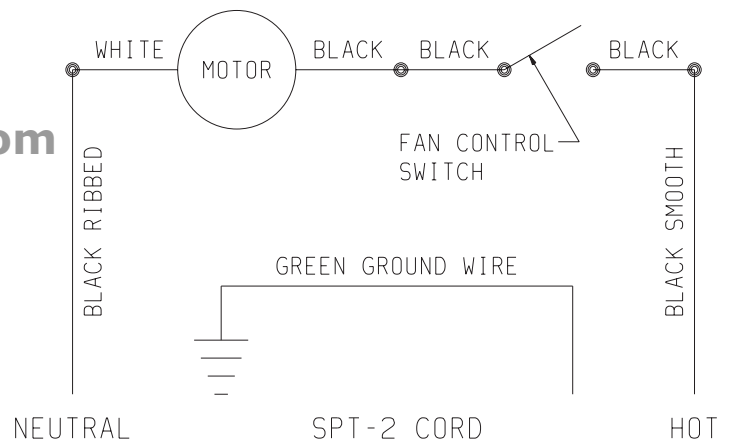 WHITE
MOTOR
BLACK
BLACK
BLACK
om
FAN CONTROL
SWITCH
BLACK RIBBED
BLACK SMOOTH
GREEN GROUND WIRE
NEUTRAL
SPT-2 CORD
HOT